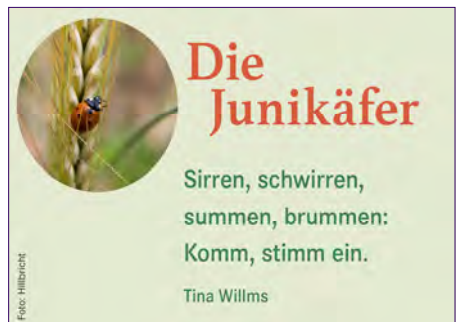 Die
Junikäfer
Sirren, schwirren,
summen, brummen:
Komm, stimm ein.
Tina Willms
Foto: Hillbricht